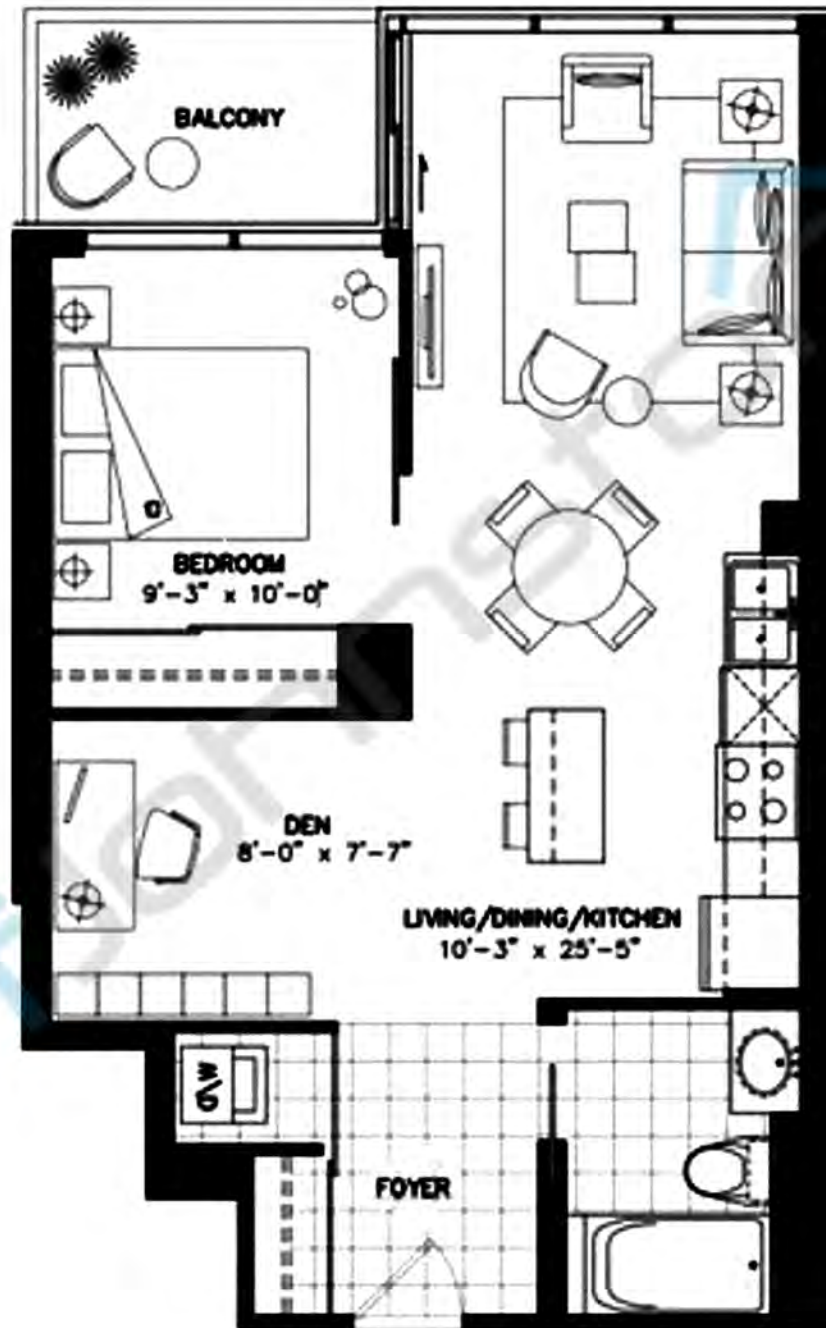 BALCONY
BEDROOM
9'-3" x 10'-0"
DEN
8'-0" x 7'-7"
LIVING/DINING/KITCHEN
10'-3" x 25'-5"
W/D
FOYER